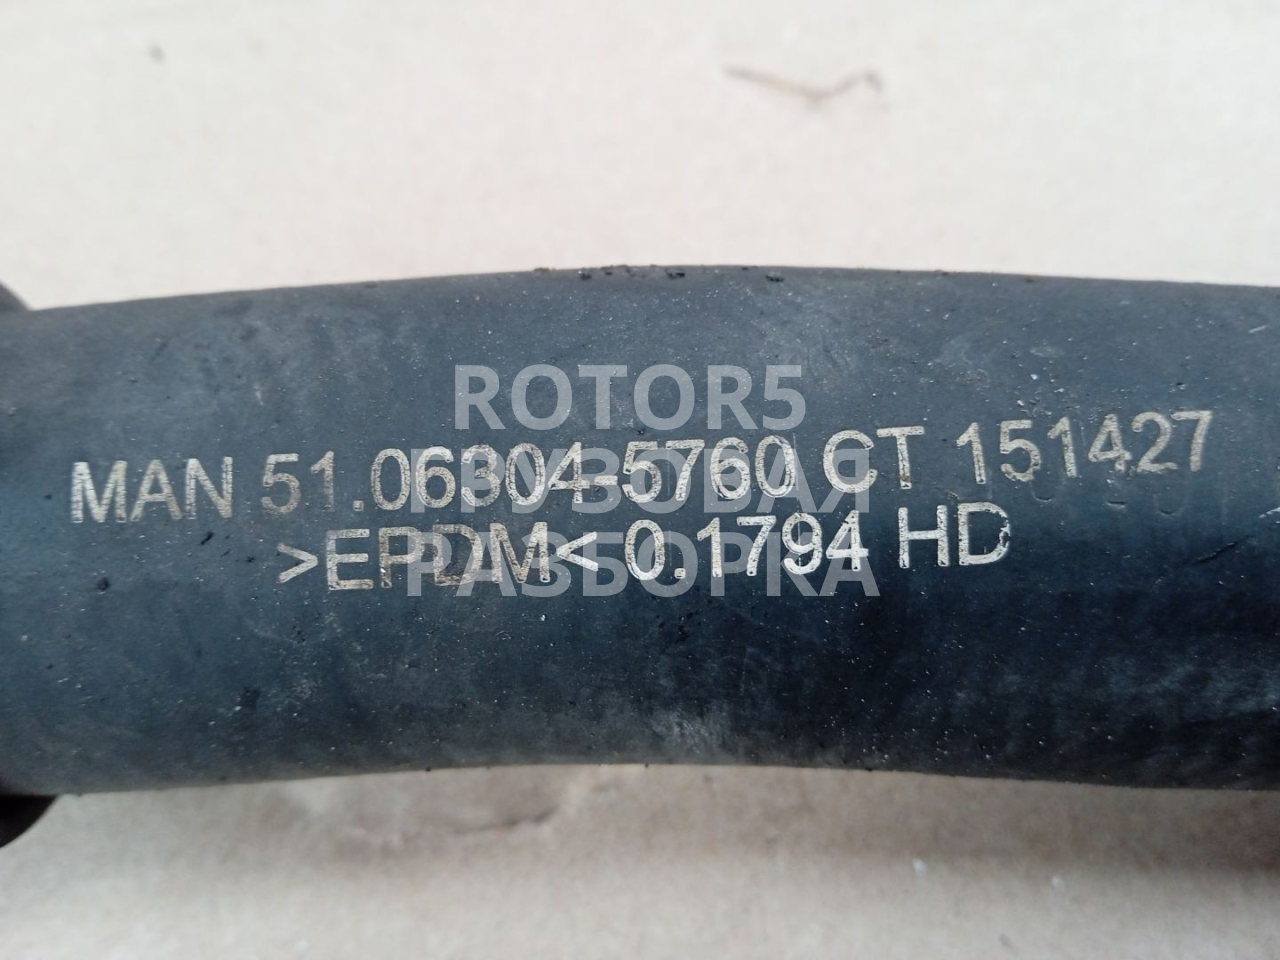 ROTOR5
ГРУЗОВАЯ
РАЗБОРКА
MAN 51.06304-5760 CT 151427
>EPDM< 0.1794 HD